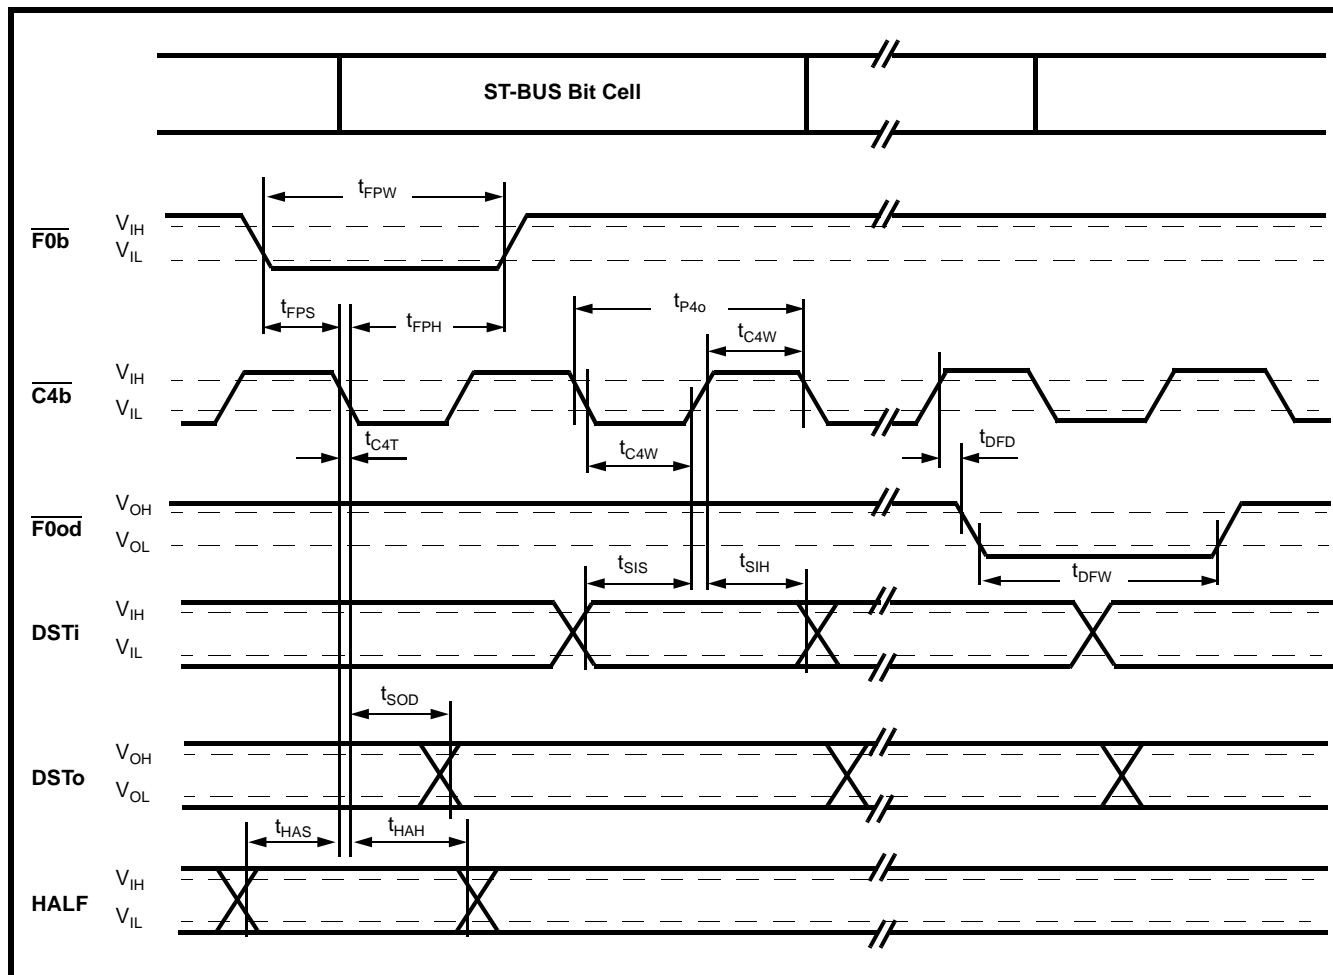 ST-BUS Bit Cell
tFPW
F0b
VIH
VIL
tFPS
tFPH
tP4o
tC4W
C4b
VIH
VIL
tC4T
tC4W
tDFD
F0od
VOH
VOL
tSIS
tSIH
tDFW
DSTi
VIH
VIL
tSOD
DSTo
VOH
VOL
tHAS
tHAH
HALF
VIH
VIL